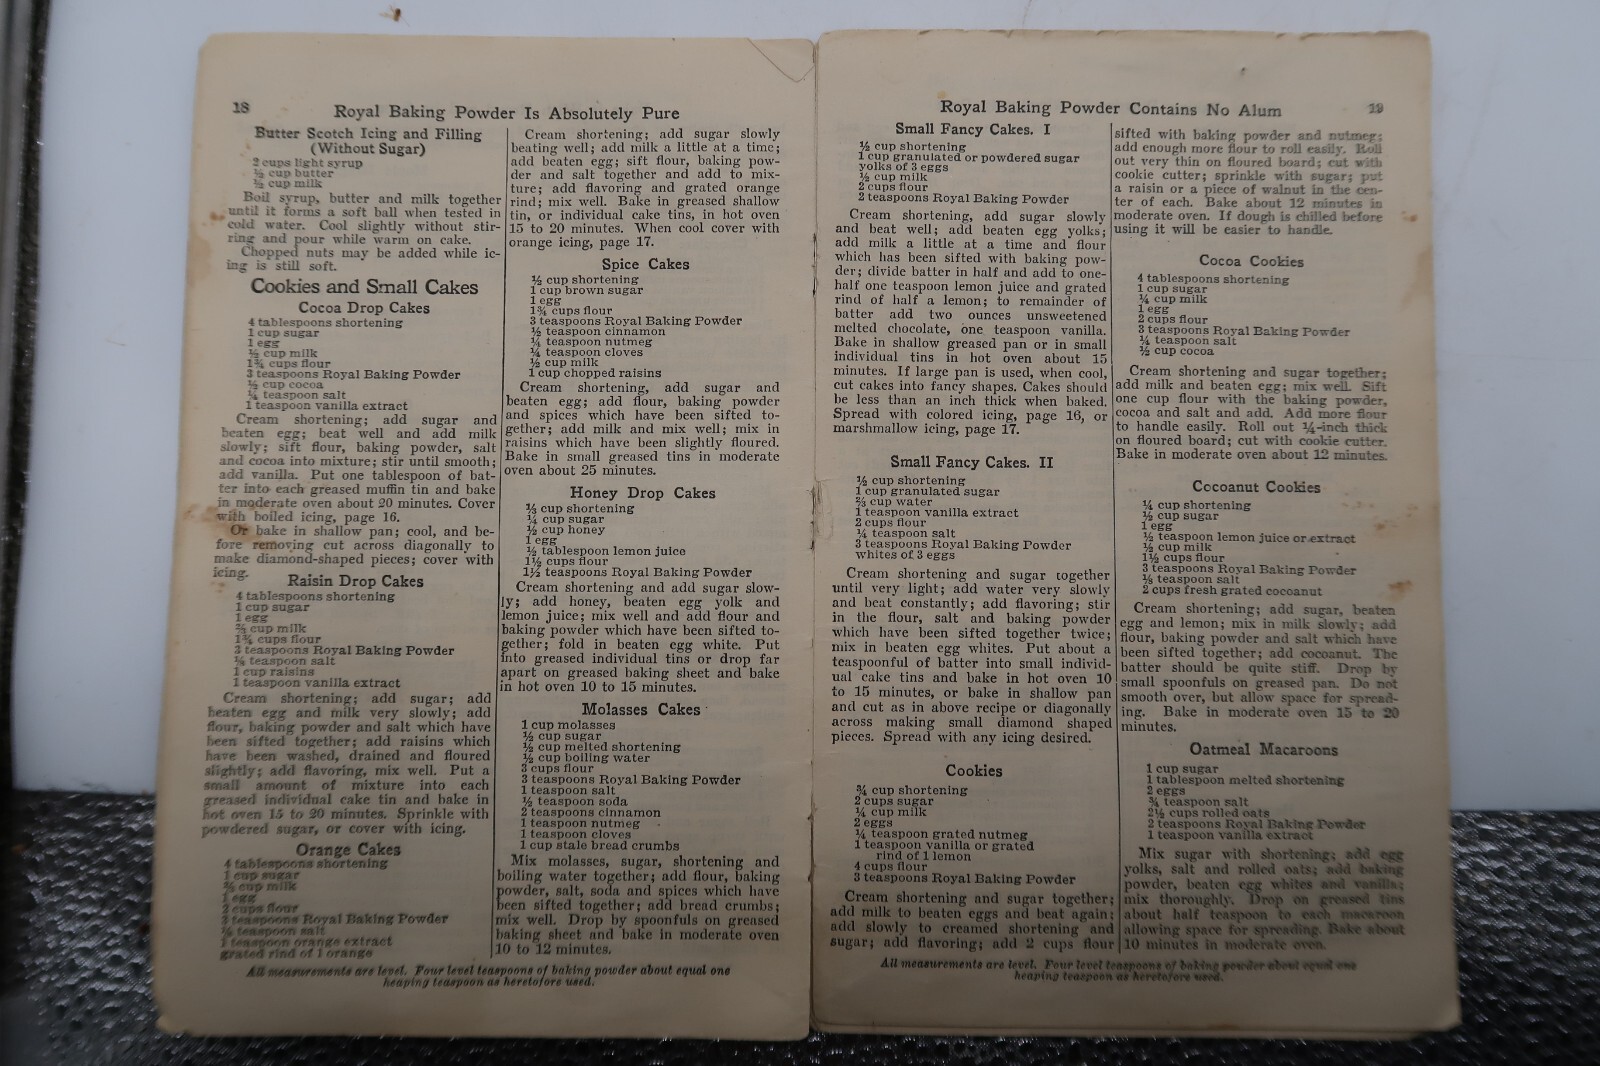 18
Royal Baking Powder Is Absolutely Pure
Butter Scotch Icing and Filling
(Without Sugar)
2 cups light syrup
½ cup butter
½ cup milk
Boil syrup, butter and milk together
until it forms a soft ball when tested in
cold water. Cool slightly without stir-
ring and pour while warm on cake.
Chopped nuts may be added while ic-
ing is still soft.
Cookies and Small Cakes
Cocoa Drop Cakes
4 tablespoons shortening
1 cup sugar
1 egg
½ cup milk
1¾ cups flour
3 teaspoons Royal Baking Powder
½ cup cocoa
¼ teaspoon salt
1 teaspoon vanilla extract
Cream shortening; add sugar and
beaten egg; beat well and add milk
slowly; sift flour, baking powder, salt
and cocoa into mixture; stir until smooth;
add vanilla. Put one tablespoon of bat-
ter into each greased muffin tin and bake
in moderate oven about 20 minutes. Cover
with boiled icing, page 16.
Or bake in shallow pan; cool, and be-
fore removing cut across diagonally to
make diamond-shaped pieces; cover with
icing.
Raisin Drop Cakes
4 tablespoons shortening
1 cup sugar
1 egg
⅔ cup milk
1¾ cups flour
3 teaspoons Royal Baking Powder
teaspoon salt
1 cup raisins
1 teaspoon vanilla extract
Cream shortening; add sugar; add
beaten egg and milk very slowly; add
flour, baking powder and salt which have
been sifted together; add raisins which
have been washed, drained and floured
slightly; add flavoring, mix well. Put a
small amount of mixture into each
greased individual cake tin and bake in
hot oven 15 to 20 minutes. Sprinkle with
powdered sugar, or cover with icing.
Orange Cakes
4 tablespoons shortening
1 cup sugar
cup milk
1 egg
2 cups flour
3 teaspoons Royal Baking Powder
teaspoon salt
1 teaspoon orange extract
grated rind of 1 orange
Cream shortening; add sugar slowly
beating well; add milk a little at a time;
add beaten egg; sift flour, baking pow-
der and salt together and add to mix-
ture; add flavoring and grated orange
rind; mix well. Bake in greased shallow
tin, or individual cake tins, in hot oven
15 to 20 minutes. When cool cover with
orange icing, page 17.
Spice Cakes
½ cup shortening
1 cup brown sugar
1 egg
1¾ cups flour
3 teaspoons Royal Baking Powder
½ teaspoon cinnamon
¼ teaspoon nutmeg
¼ teaspoon cloves
½ cup milk
1 cup chopped raisins
Cream shortening, add sugar and
beaten egg; add flour, baking powder
and spices which have been sifted to-
gether; add milk and mix well; mix in
raisins which have been slightly floured.
Bake in small greased tins in moderate
oven about 25 minutes.
Honey Drop Cakes
⅓ cup shortening
¼ cup sugar
½ cup honey
1 egg
½ tablespoon lemon juice
1½ cups flour
1½ teaspoons Royal Baking Powder
Cream shortening and add sugar slow-
ly; add honey, beaten egg yolk and
lemon juice; mix well and add flour and
baking powder which have been sifted to-
gether; fold in beaten egg white. Put
into greased individual tins or drop far
apart on greased baking sheet and bake
in hot oven 10 to 15 minutes.
Molasses Cakes
1 cup molasses
½ cup sugar
½ cup melted shortening
½ cup boiling water
3 cups flour
3 teaspoons Royal Baking Powder
1 teaspoon salt
½ teaspoon soda
2 teaspoons cinnamon
1 teaspoon nutmeg
1 teaspoon cloves
1 cup stale bread crumbs
Mix molasses, sugar, shortening and
boiling water together; add flour, baking
powder, salt, soda and spices which have
been sifted together; add bread crumbs;
mix well. Drop by spoonfuls on greased
baking sheet and bake in moderate oven
10 to 12 minutes.
All measurements are level. Four level teaspoons of baking powder about equal one
heaping teaspoon as heretofore used.
Royal Baking Powder Contains No Alum
19
Small Fancy Cakes. I
½ cup shortening
1 cup granulated or powdered sugar
yolks of 3 eggs
½ cup milk
2 cups flour
2 teaspoons Royal Baking Powder
Cream shortening, add sugar slowly
and beat well; add beaten egg yolks;
add milk a little at a time and flour
which has been sifted with baking pow-
der; divide batter in half and add to one-
half one teaspoon lemon juice and grated
rind of half a lemon; to remainder of
batter add two ounces unsweetened
melted chocolate, one teaspoon vanilla.
Bake in shallow greased pan or in small
individual tins in hot oven about 15
minutes. If large pan is used, when cool,
cut cakes into fancy shapes. Cakes should
be less than an inch thick when baked.
Spread with colored icing, page 16, or
marshmallow icing, page 17.
Small Fancy Cakes. II
½ cup shortening
1 cup granulated sugar
⅔ cup water
1 teaspoon vanilla extract
2 cups flour
¼ teaspoon salt
3 teaspoons Royal Baking Powder
whites of 3 eggs
Cream shortening and sugar together
until very light; add water very slowly
and beat constantly; add flavoring; stir
in the flour, salt and baking powder
which have been sifted together twice;
mix in beaten egg whites. Put about a
teaspoonful of batter into small individ-
ual cake tins and bake in hot oven 10
to 15 minutes, or bake in shallow pan
and cut as in above recipe or diagonally
across making small diamond shaped
pieces. Spread with any icing desired.
Cookies
¾ cup shortening
2 cups sugar
¼ cup milk
2 eggs
¼ teaspoon grated nutmeg
1 teaspoon vanilla or grated
rind of 1 lemon
4 cups flour
3 teaspoons Royal Baking Powder
Cream shortening and sugar together;
add milk to beaten eggs and beat again;
add slowly to creamed shortening and
sugar; add flavoring; add 2 cups flour
sifted with baking powder and nutmeg;
add enough more flour to roll easily. Roll
out very thin on floured board; cut with
cookie cutter; sprinkle with sugar; put
a raisin or a piece of walnut in the cen-
ter of each. Bake about 12 minutes in
moderate oven. If dough is chilled before
using it will be easier to handle.
Cocoa Cookies
4 tablespoons shortening
1 cup sugar
¼ cup milk
1 egg
2 cups flour
3 teaspoons Royal Baking Powder
¼ teaspoon salt
½ cup cocoa
Cream shortening and sugar together;
add milk and beaten egg; mix well. Sift
one cup flour with the baking powder,
cocoa and salt and add. Add more flour
to handle easily. Roll out ¼-inch thick
on floured board; cut with cookie cutter.
Bake in moderate oven about 12 minutes.
Cocoanut Cookies
¼ cup shortening
½ cup sugar
1 egg
½ teaspoon lemon juice or extract
½ cup milk
1½ cups flour
3 teaspoons Royal Baking Powder
teaspoon salt
2 cups fresh grated cocoanut
Cream shortening; add sugar, beaten
egg and lemon; mix in milk slowly; add
flour, baking powder and salt which have
been sifted together; add cocoanut. The
batter should be quite stiff. Drop by
small spoonfuls on greased pan. Do not
smooth over, but allow space for spread-
ing. Bake in moderate oven 15 to 20
minutes.
Oatmeal Macaroons
1 cup sugar
1 tablespoon melted shortening
2 eggs
¾ teaspoon salt
2½ cups rolled oats
2 teaspoons Royal Baking Powder
1 teaspoon vanilla extract
Mix sugar with shortening; add egg
yolks, salt and rolled oats; add baking
powder, beaten egg whites and vanilla;
mix thoroughly. Drop on greased tins
about half teaspoon to each macaroon
allowing space for spreading. Bake about
10 minutes in moderate oven.
All measurements are level. Four level teaspoons of baking powder about equal one
heaping teaspoon as heretofore used.